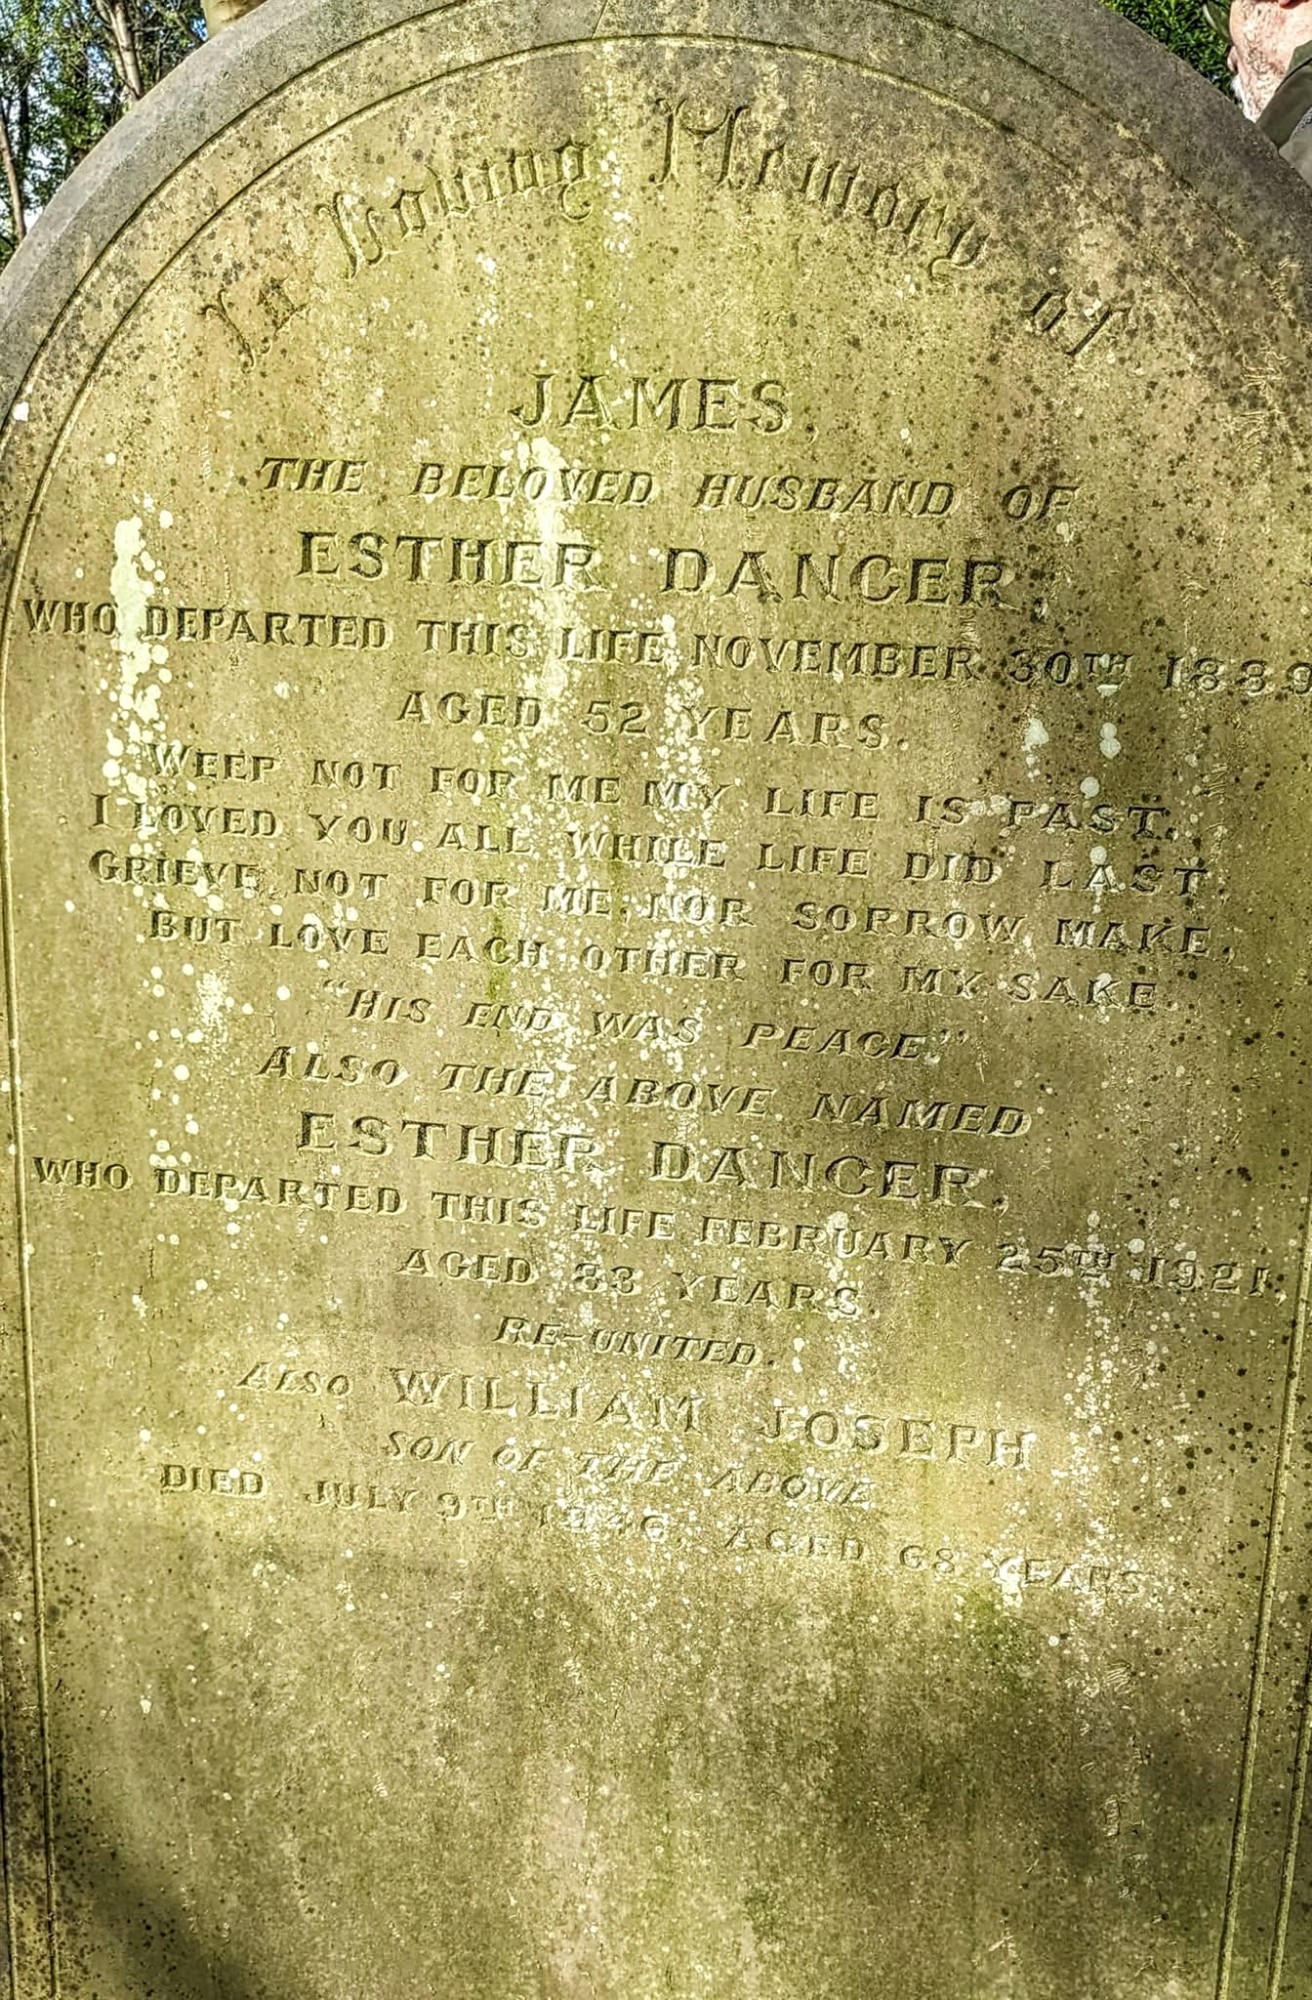 In Loving Memory of
JAMES,
THE BELOVED HUSBAND OF
ESTHER DANCER,
WHO DEPARTED THIS LIFE NOVEMBER 30TH 1889
AGED 52 YEARS.
WEEP NOT FOR ME MY LIFE IS PAST,
I LOVED YOU ALL WHILE LIFE DID LAST,
GRIEVE NOT FOR ME, NOR SORROW MAKE,
BUT LOVE EACH OTHER FOR MY SAKE.
"HIS END WAS PEACE."
ALSO THE ABOVE NAMED
ESTHER DANCER,
WHO DEPARTED THIS LIFE FEBRUARY 25TH 1921,
AGED 83 YEARS.
RE-UNITED.
ALSO WILLIAM JOSEPH
SON OF THE ABOVE
DIED JULY 9TH AGED 68 YEARS